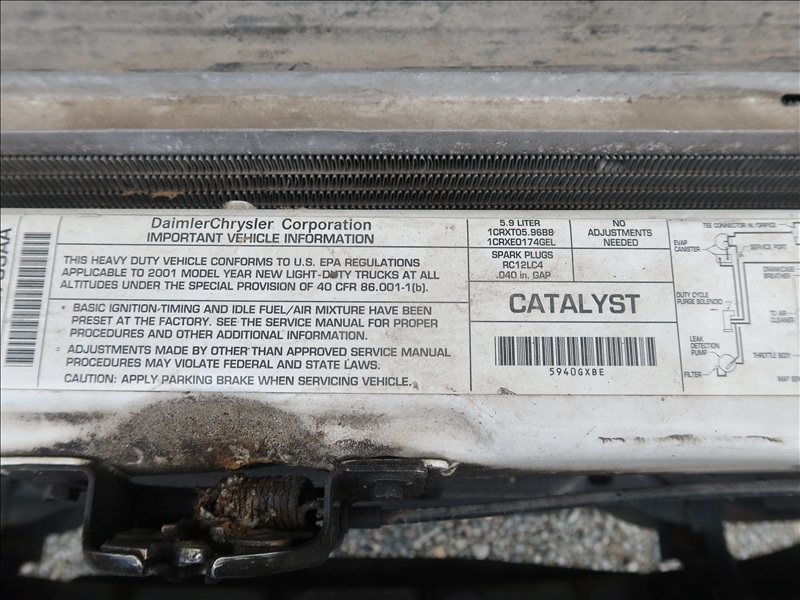 DaimlerChrysler Corporation
IMPORTANT VEHICLE INFORMATION
THIS HEAVY DUTY VEHICLE CONFORMS TO U.S. EPA REGULATIONS
APPLICABLE TO 2001 MODEL YEAR NEW LIGHT-DUTY TRUCKS AT ALL
ALTITUDES UNDER THE SPECIAL PROVISION OF 40 CFR 86.001-1(b).
• BASIC IGNITION-TIMING AND IDLE FUEL/AIR MIXTURE HAVE BEEN
PRESET AT THE FACTORY. SEE THE SERVICE MANUAL FOR PROPER
PROCEDURES AND OTHER ADDITIONAL INFORMATION.
• ADJUSTMENTS MADE BY OTHER THAN APPROVED SERVICE MANUAL
PROCEDURES MAY VIOLATE FEDERAL AND STATE LAWS.
CAUTION: APPLY PARKING BRAKE WHEN SERVICING VEHICLE.
5.9 LITER
1CRXT05.96BB
1CRXE0174GEL
NO
ADJUSTMENTS
NEEDED
SPARK PLUGS
RC12LC4
.040 in. GAP
CATALYST
5940GXBE
TEE CONNECTOR W/ORIFICE
EVAP
CANISTER
SERVICE PORT
CRANKCASE
BREATHER
DUTY CYCLE
PURGE SOLENOID
TO AIR
CLEANER
LEAK
DETECTION
PUMP
THROTTLE BODY
FILTER
MAP SEN